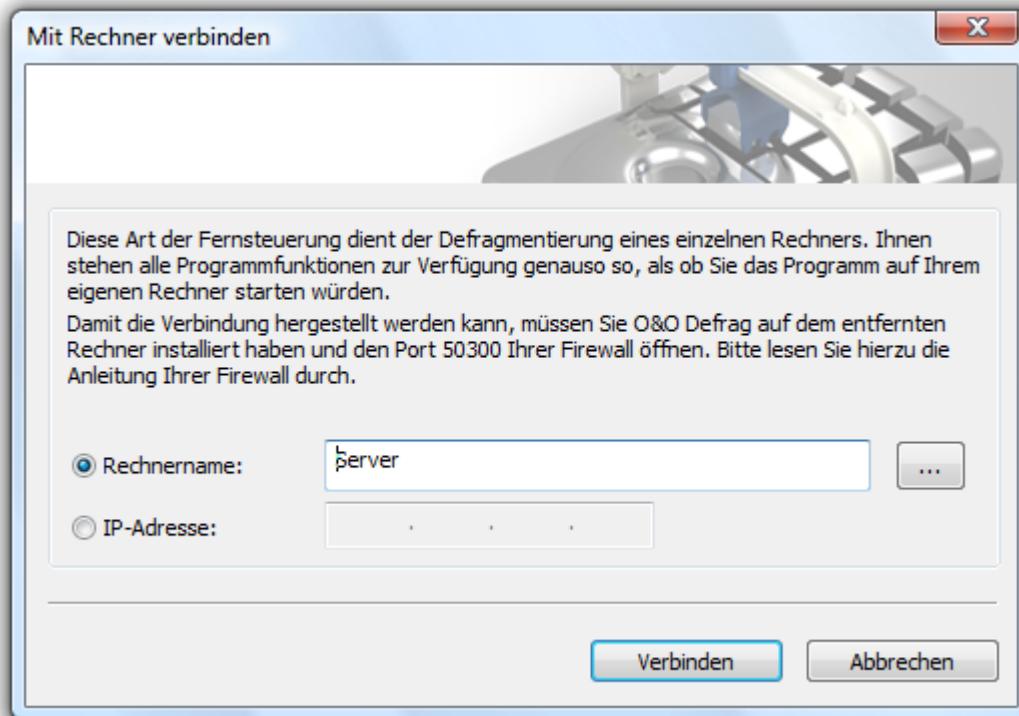 Mit Rechner verbinden
Diese Art der Fernsteuerung dient der Defragmentierung eines einzelnen Rechners. Ihnen
stehen alle Programmfunktionen zur Verfügung genauso so, als ob Sie das Programm auf Ihrem
eigenen Rechner starten würden.
Damit die Verbindung hergestellt werden kann, müssen Sie O&O Defrag auf dem entfernten
Rechner installiert haben und den Port 50300 Ihrer Firewall öffnen. Bitte lesen Sie hierzu die
Anleitung Ihrer Firewall durch.
Rechnername: Server ...
IP-Adresse: . . .
Verbinden Abbrechen